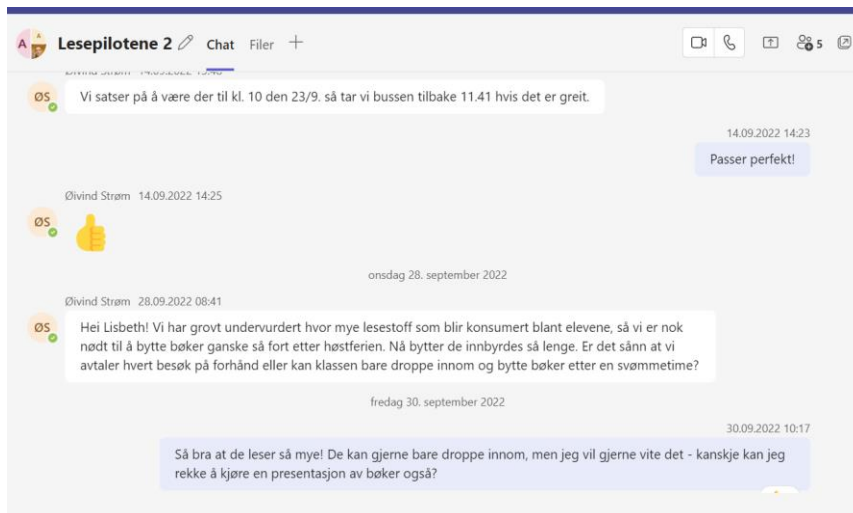 A
Lesepilotene 2 Chat Filer
5
ØS
Vi satser på å være der til kl. 10 den 23/9. så tar vi bussen tilbake 11.41 hvis det er greit.
14.09.2022 14:23
Passer perfekt!
Øivind Strøm 14.09.2022 14:25
ØS
onsdag 28. september 2022
Øivind Strøm 28.09.2022 08:41
ØS
Hei Lisbeth! Vi har grovt undervurdert hvor mye lesestoff som blir konsumert blant elevene, så vi er nok
nødt til å bytte bøker ganske så fort etter høstferien. Nå bytter de innbyrdes så lenge. Er det sånn at vi
avtaler hvert besøk på forhånd eller kan klassen bare droppe innom og bytte bøker etter en svømmetime?
fredag 30. september 2022
30.09.2022 10:17
Så bra at de leser så mye! De kan gjerne bare droppe innom, men jeg vil gjerne vite det - kanskje kan jeg
rekke å kjøre en presentasjon av bøker også?